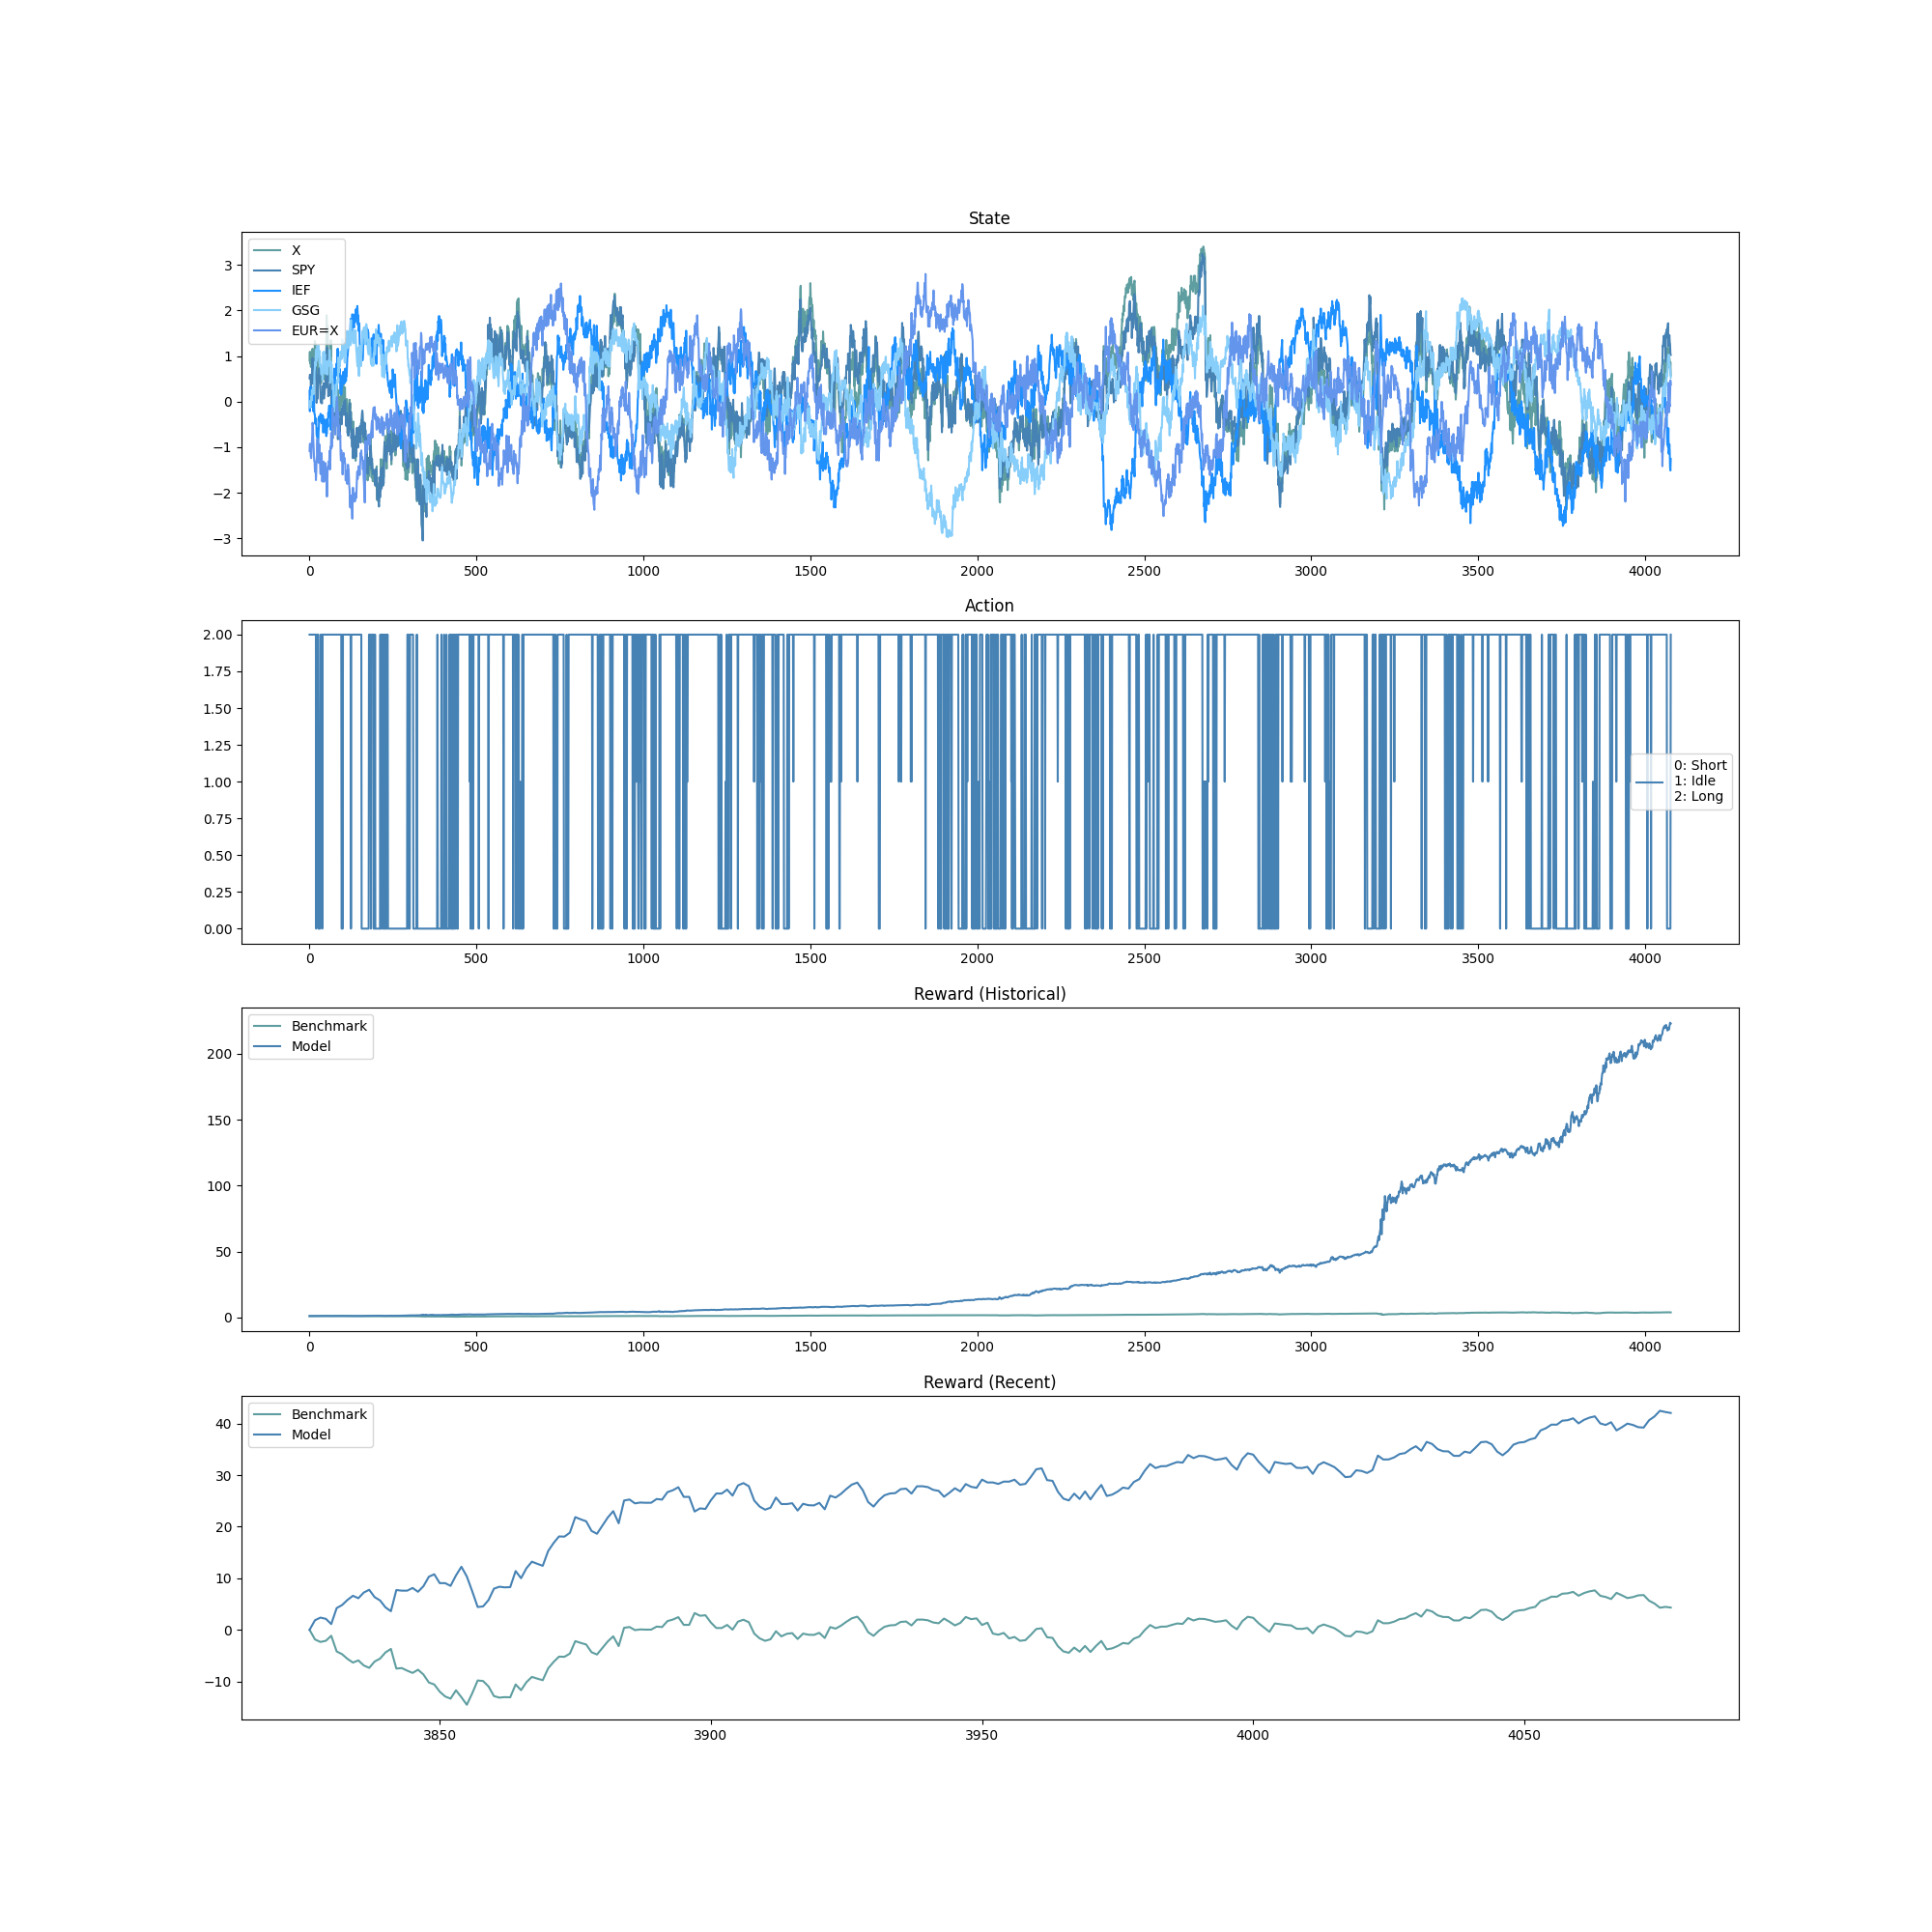 State
3
2
1
0
−1
−2
−3
X
SPY
IEF
GSG
EUR=X
0 500 1000 1500 2000 2500 3000 3500 4000
Action
2.00
1.75
1.50
1.25
1.00
0.75
0.50
0.25
0.00
0: Short
1: Idle
2: Long
0 500 1000 1500 2000 2500 3000 3500 4000
Reward (Historical)
Benchmark
Model
200
150
100
50
0
0 500 1000 1500 2000 2500 3000 3500 4000
Reward (Recent)
Benchmark
Model
40
30
20
10
0
−10
3850 3900 3950 4000 4050